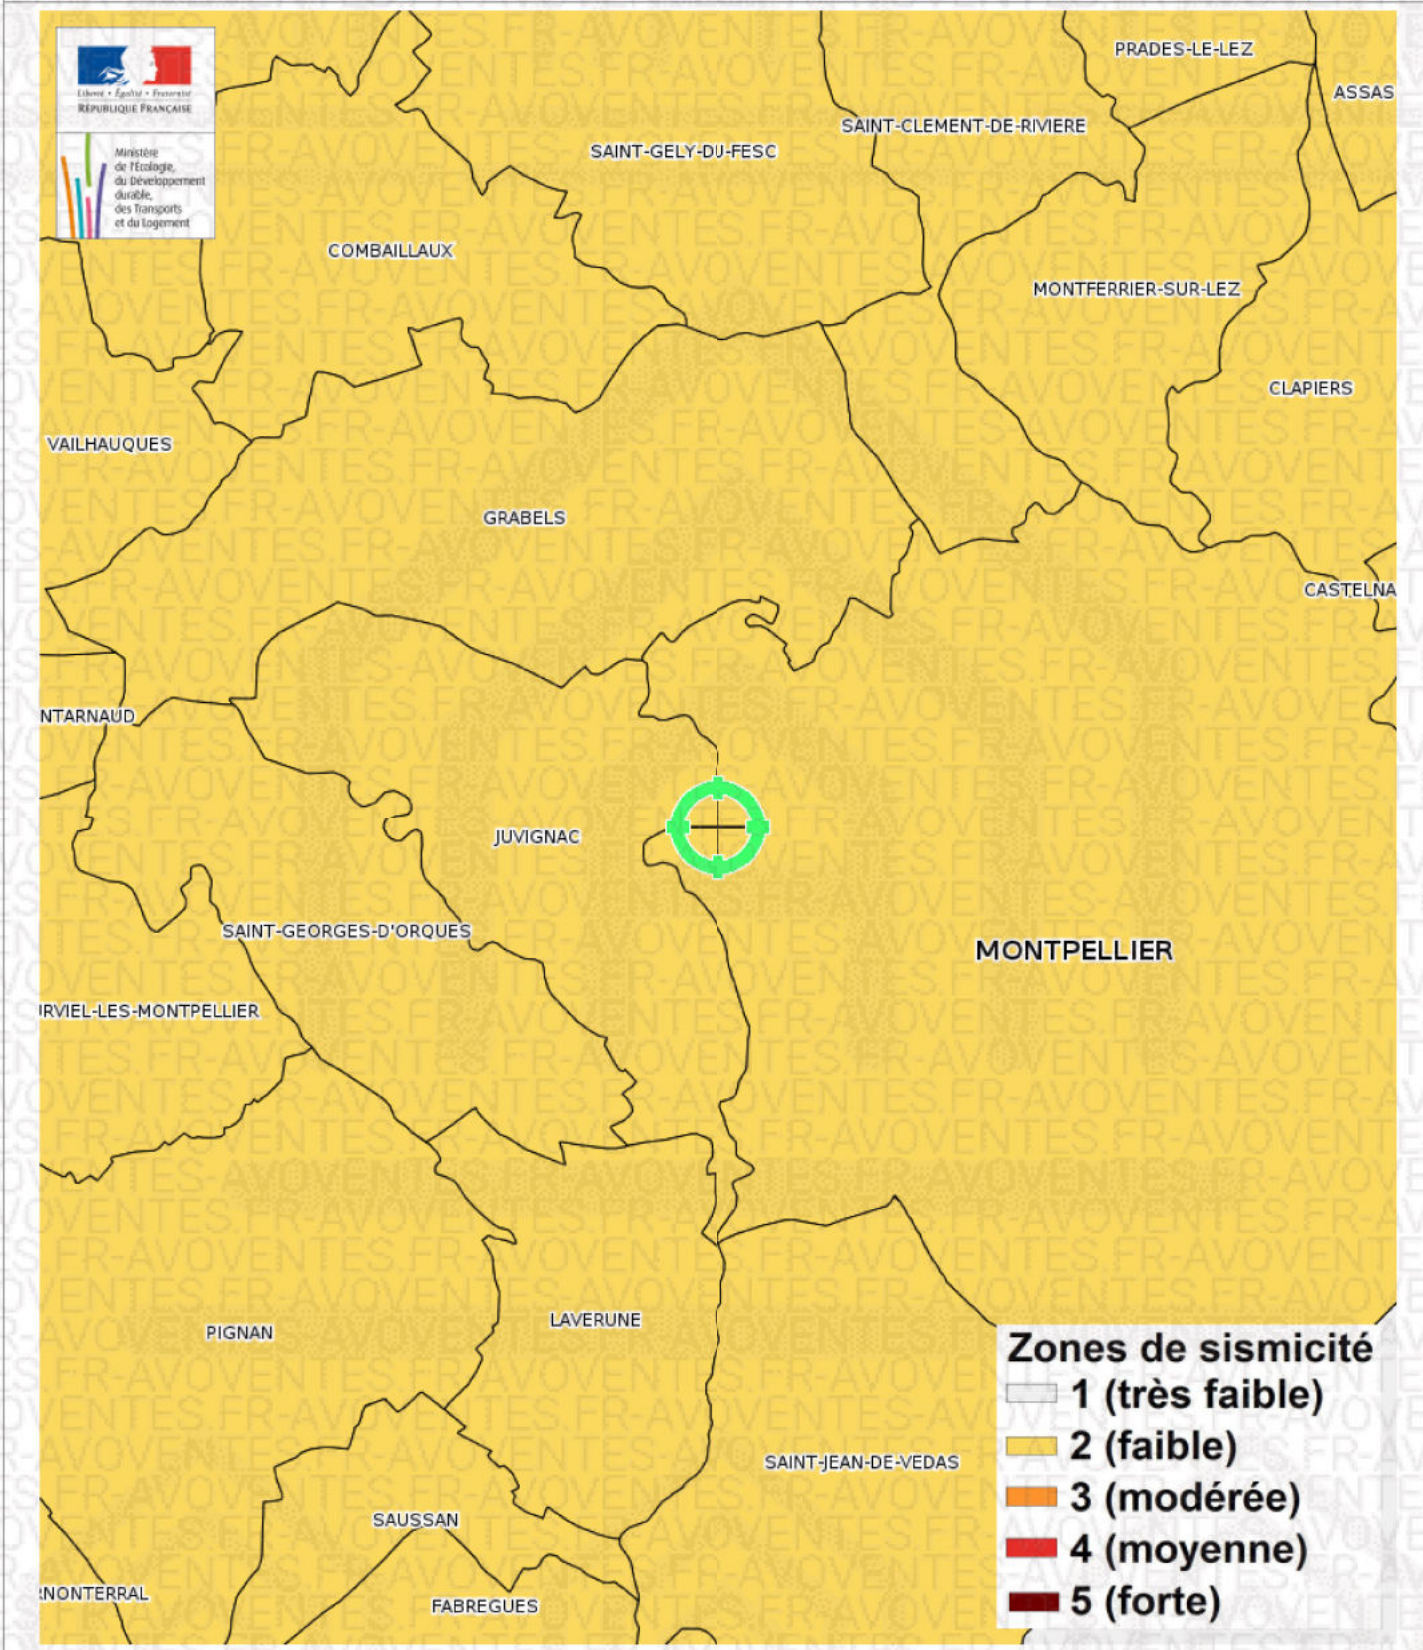 Liberté • Égalité • Fraternité
RÉPUBLIQUE FRANÇAISE
Ministère
de l'Écologie,
du Développement
durable,
des Transports
et du Logement
PRADES-LE-LEZ
ASSAS
SAINT-CLEMENT-DE-RIVIERE
SAINT-GELY-DU-FESC
COMBAILLAUX
MONTFERRIER-SUR-LEZ
CLAPIERS
VAILHAUQUES
GRABELS
CASTELNA
NTARNAUD
JUVIGNAC
SAINT-GEORGES-D'ORQUES
MONTPELLIER
URVIEL-LES-MONTPELLIER
LAVERUNE
PIGNAN
SAINT-JEAN-DE-VEDAS
SAUSSAN
RNONTERRAL
FABREGUES
Zones de sismicité
1 (très faible)
2 (faible)
3 (modérée)
4 (moyenne)
5 (forte)